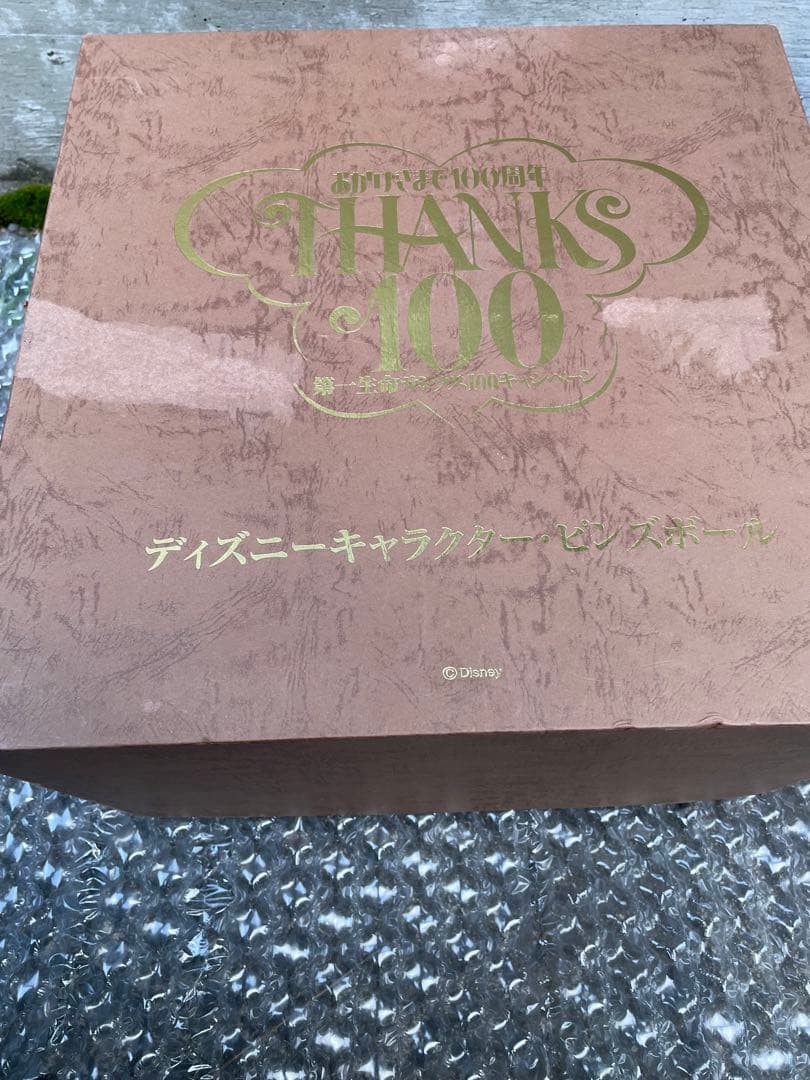 おかげさまで100周年
THANKS
100
第一生命サンクス100キャンペーン
ディズニーキャラクター・ピンズボール
©Disney